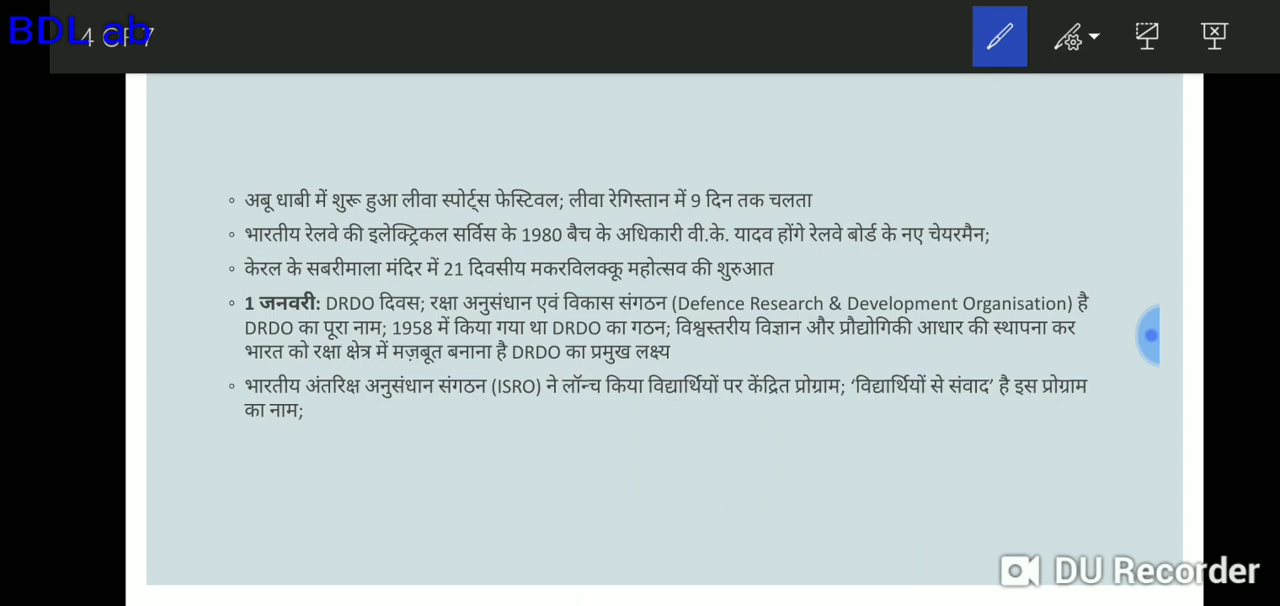 BDL ab
4 OF 7
◦ अबू धाबी में शुरू हुआ लीवा स्पोर्ट्स फेस्टिवल; लीवा रेगिस्तान में 9 दिन तक चलता
◦ भारतीय रेलवे की इलेक्ट्रिकल सर्विस के 1980 बैच के अधिकारी वी.के. यादव होंगे रेलवे बोर्ड के नए चेयरमैन;
◦ केरल के सबरीमाला मंदिर में 21 दिवसीय मकरविलक्कू महोत्सव की शुरुआत
◦ 1 जनवरी: DRDO दिवस; रक्षा अनुसंधान एवं विकास संगठन (Defence Research & Development Organisation) है
DRDO का पूरा नाम; 1958 में किया गया था DRDO का गठन; विश्वस्तरीय विज्ञान और प्रौद्योगिकी आधार की स्थापना कर
भारत को रक्षा क्षेत्र में मज़बूत बनाना है DRDO का प्रमुख लक्ष्य
◦ भारतीय अंतरिक्ष अनुसंधान संगठन (ISRO) ने लॉन्च किया विद्यार्थियों पर केंद्रित प्रोग्राम; ‘विद्यार्थियों से संवाद’ है इस प्रोग्राम
का नाम;
DU Recorder